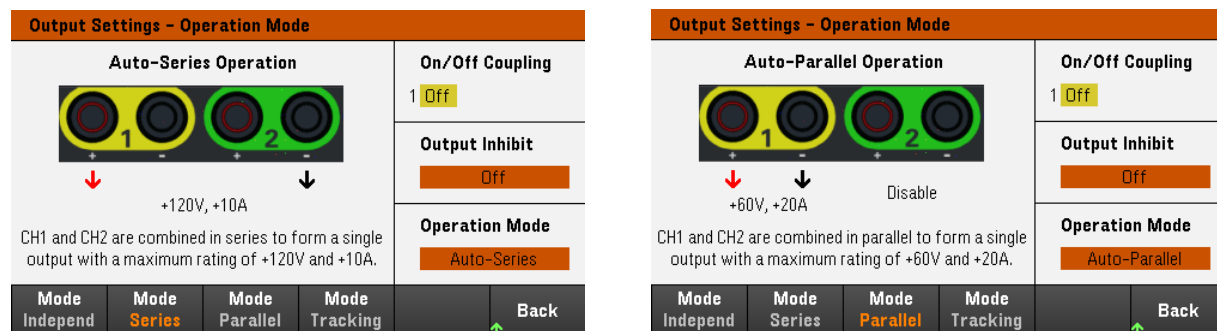 Output Settings - Operation Mode
Auto-Series Operation
1
2
+
-
+
-
+120V, +10A
CH1 and CH2 are combined in series to form a single
output with a maximum rating of +120V and +10A.
On/Off Coupling
1 Off
Output Inhibit
Off
Operation Mode
Auto-Series
Mode
Independ
Mode
Series
Mode
Parallel
Mode
Tracking
Back
Output Settings - Operation Mode
Auto-Parallel Operation
1
2
+
-
+
-
+60V, +20A
Disable
CH1 and CH2 are combined in parallel to form a single
output with a maximum rating of +60V and +20A.
On/Off Coupling
1 Off
Output Inhibit
Off
Operation Mode
Auto-Parallel
Mode
Independ
Mode
Series
Mode
Parallel
Mode
Tracking
Back